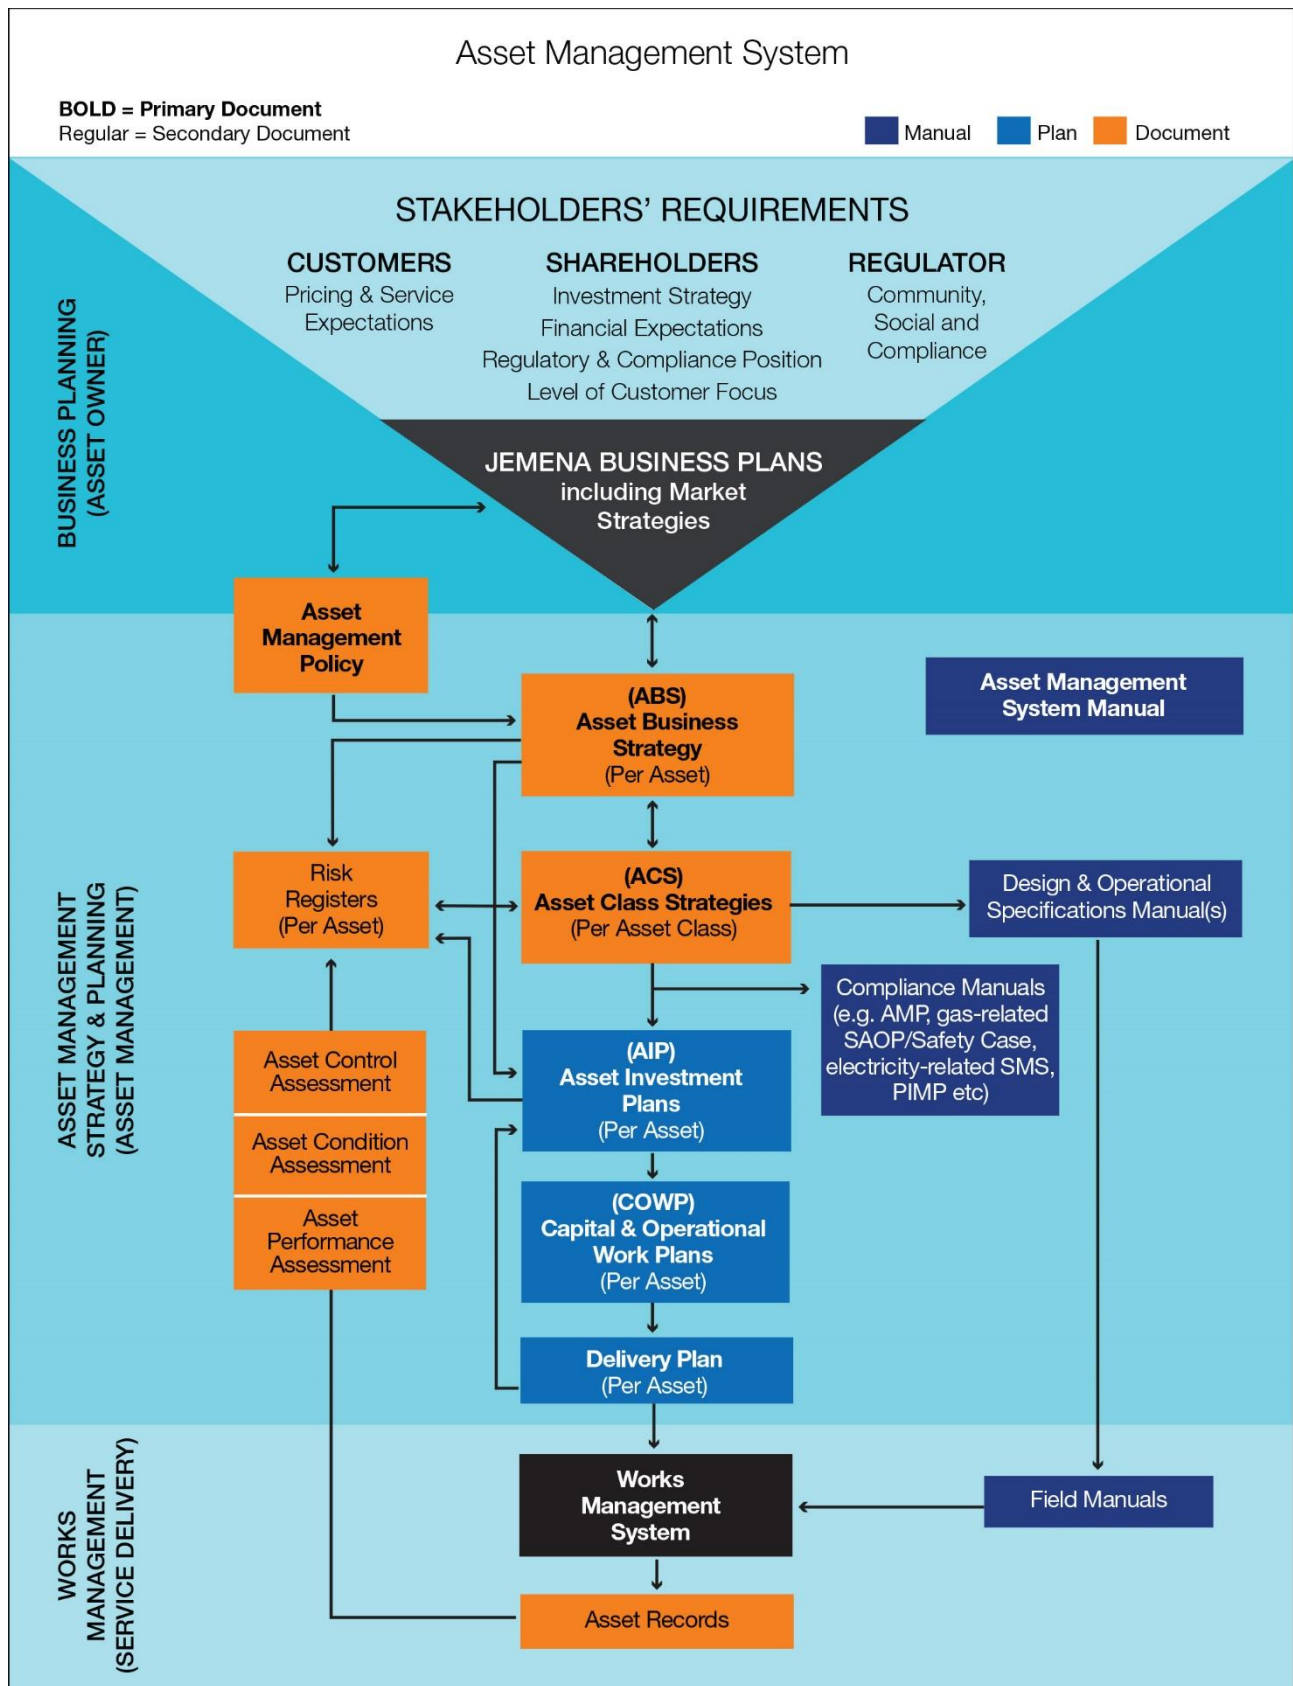 Asset Management System
BOLD = Primary Document
Regular = Secondary Document
Manual
Plan
Document
STAKEHOLDERS’ REQUIREMENTS
CUSTOMERS
Pricing & Service
Expectations
SHAREHOLDERS
Investment Strategy
Financial Expectations
Regulatory & Compliance Position
Level of Customer Focus
REGULATOR
Community,
Social and
Compliance
BUSINESS PLANNING
(ASSET OWNER)
JEMENA BUSINESS PLANS
including Market
Strategies
Asset
Management
Policy
(ABS)
Asset Business
Strategy
(Per Asset)
Asset Management
System Manual
ASSET MANAGEMENT
STRATEGY & PLANNING
(ASSET MANAGEMENT)
Risk
Registers
(Per Asset)
(ACS)
Asset Class Strategies
(Per Asset Class)
Design & Operational
Specifications Manual(s)
Compliance Manuals
(e.g. AMP, gas-related
SAOP/Safety Case,
electricity-related SMS,
PIMP etc)
Asset Control
Assessment
Asset Condition
Assessment
Asset
Performance
Assessment
(AIP)
Asset Investment
Plans
(Per Asset)
(COWP)
Capital & Operational
Work Plans
(Per Asset)
Delivery Plan
(Per Asset)
WORKS
MANAGEMENT
(SERVICE DELIVERY)
Works
Management
System
Field Manuals
Asset Records